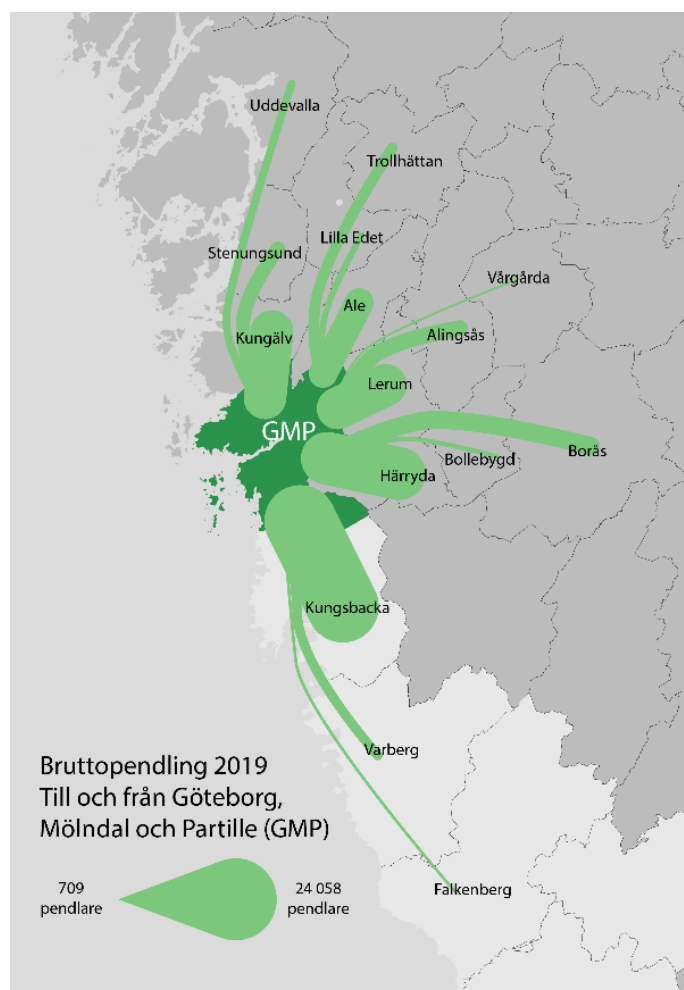 Uddevalla
Trollhättan
Lilla Edet
Stenungsund
Vårgårda
Ale
Kungälv
Alingsås
Lerum
GMP
Borås
Bollebygd
Härryda
Kungsbacka
Varberg
Bruttopendling 2019
Till och från Göteborg,
Mölndal och Partille (GMP)
709
pendlare
24 058
pendlare
Falkenberg